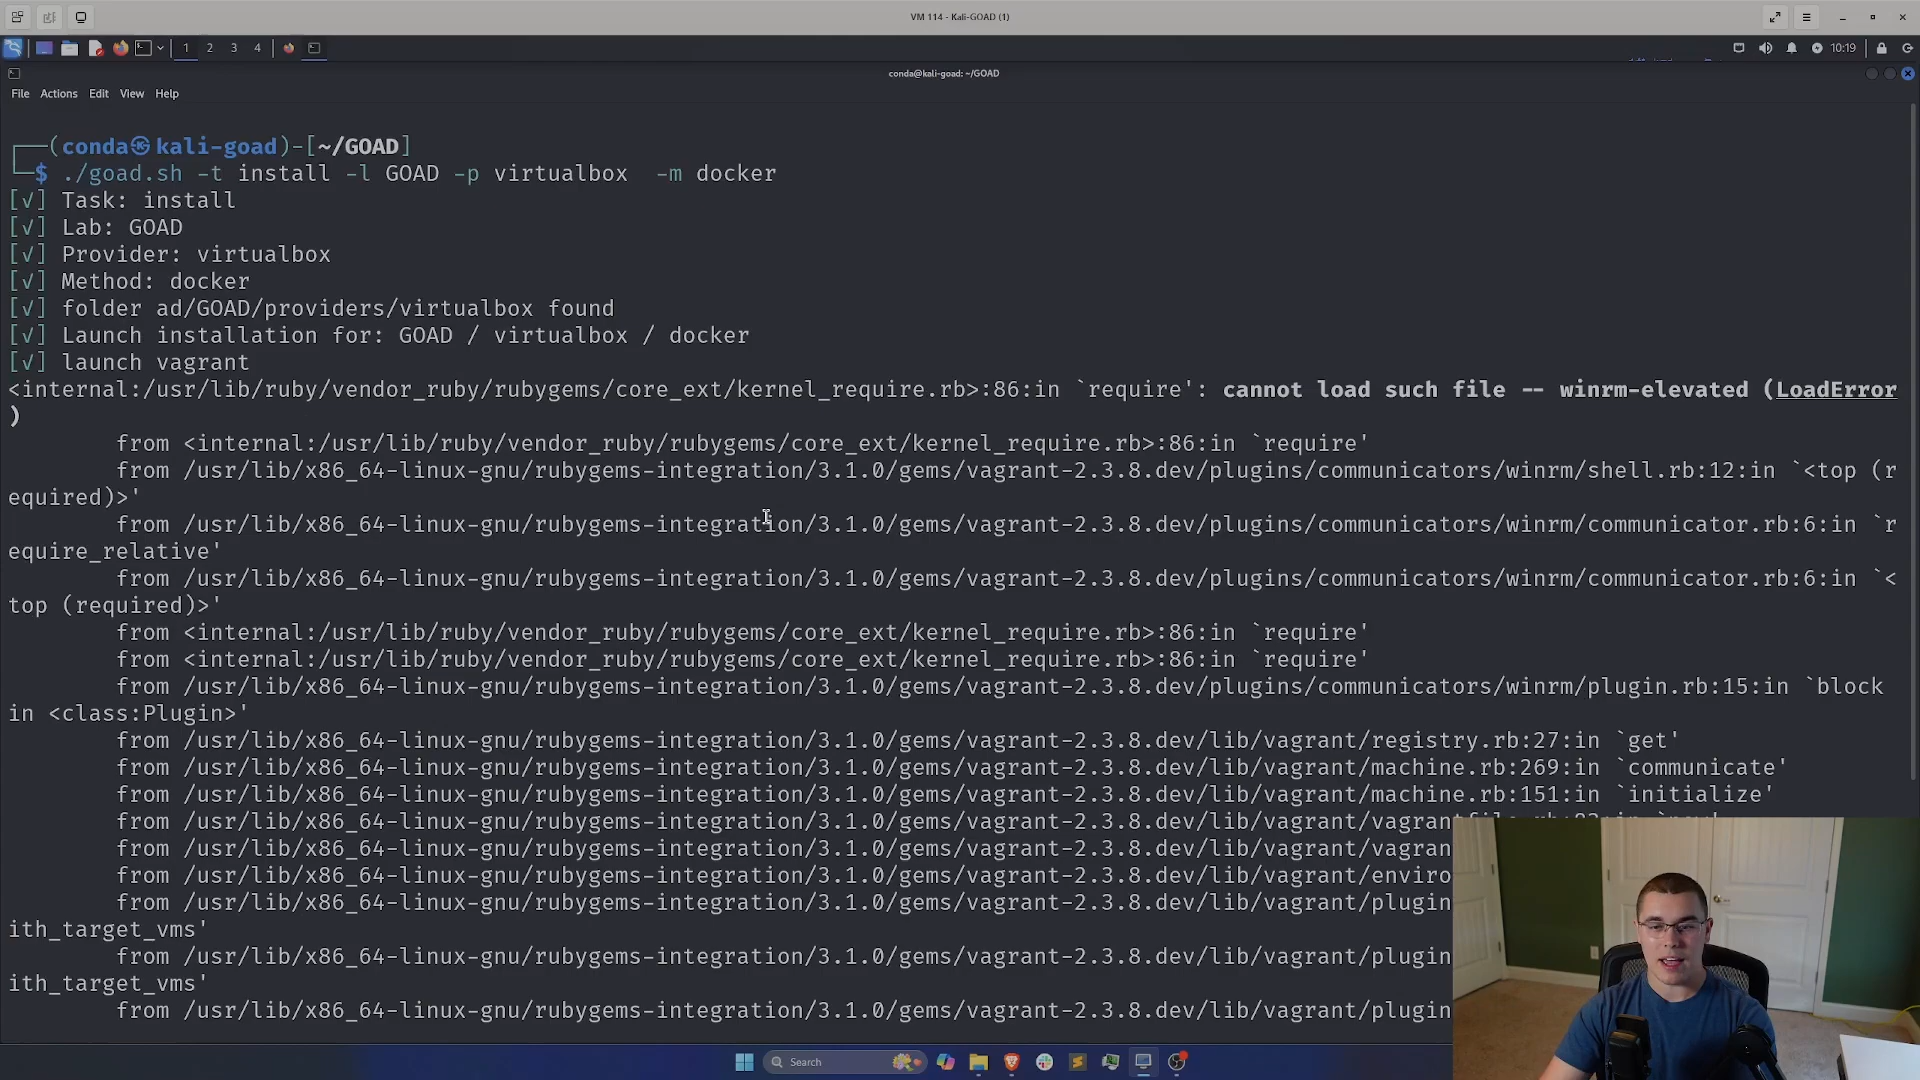 VM 114 - Kali-GOAD (1)
1 2 3 4
10:19
conda@kali-goad: ~/GOAD
File Actions Edit View Help
┌──(conda㉿kali-goad)-[~/GOAD]
└─$ ./goad.sh -t install -l GOAD -p virtualbox  -m docker
[√] Task: install
[√] Lab: GOAD
[√] Provider: virtualbox
[√] Method: docker
[√] folder ad/GOAD/providers/virtualbox found
[√] Launch installation for: GOAD / virtualbox / docker
[√] launch vagrant
<internal:/usr/lib/ruby/vendor_ruby/rubygems/core_ext/kernel_require.rb>:86:in `require': cannot load such file -- winrm-elevated (LoadError
)
from <internal:/usr/lib/ruby/vendor_ruby/rubygems/core_ext/kernel_require.rb>:86:in `require'
from /usr/lib/x86_64-linux-gnu/rubygems-integration/3.1.0/gems/vagrant-2.3.8.dev/plugins/communicators/winrm/shell.rb:12:in `<top (r
equired)>'
from /usr/lib/x86_64-linux-gnu/rubygems-integration/3.1.0/gems/vagrant-2.3.8.dev/plugins/communicators/winrm/communicator.rb:6:in `r
equire_relative'
from /usr/lib/x86_64-linux-gnu/rubygems-integration/3.1.0/gems/vagrant-2.3.8.dev/plugins/communicators/winrm/communicator.rb:6:in `<
top (required)>'
from <internal:/usr/lib/ruby/vendor_ruby/rubygems/core_ext/kernel_require.rb>:86:in `require'
from <internal:/usr/lib/ruby/vendor_ruby/rubygems/core_ext/kernel_require.rb>:86:in `require'
from /usr/lib/x86_64-linux-gnu/rubygems-integration/3.1.0/gems/vagrant-2.3.8.dev/plugins/communicators/winrm/plugin.rb:15:in `block
in <class:Plugin>'
from /usr/lib/x86_64-linux-gnu/rubygems-integration/3.1.0/gems/vagrant-2.3.8.dev/lib/vagrant/registry.rb:27:in `get'
from /usr/lib/x86_64-linux-gnu/rubygems-integration/3.1.0/gems/vagrant-2.3.8.dev/lib/vagrant/machine.rb:269:in `communicate'
from /usr/lib/x86_64-linux-gnu/rubygems-integration/3.1.0/gems/vagrant-2.3.8.dev/lib/vagrant/machine.rb:151:in `initialize'
from /usr/lib/x86_64-linux-gnu/rubygems-integration/3.1.0/gems/vagrant-2.3.8.dev/lib/vagrant/vagrant
from /usr/lib/x86_64-linux-gnu/rubygems-integration/3.1.0/gems/vagrant-2.3.8.dev/lib/vagrant/vagran
from /usr/lib/x86_64-linux-gnu/rubygems-integration/3.1.0/gems/vagrant-2.3.8.dev/lib/vagrant/enviro
from /usr/lib/x86_64-linux-gnu/rubygems-integration/3.1.0/gems/vagrant-2.3.8.dev/lib/vagrant/plugin
ith_target_vms'
from /usr/lib/x86_64-linux-gnu/rubygems-integration/3.1.0/gems/vagrant-2.3.8.dev/lib/vagrant/plugin
ith_target_vms'
from /usr/lib/x86_64-linux-gnu/rubygems-integration/3.1.0/gems/vagrant-2.3.8.dev/lib/vagrant/plugin
Search